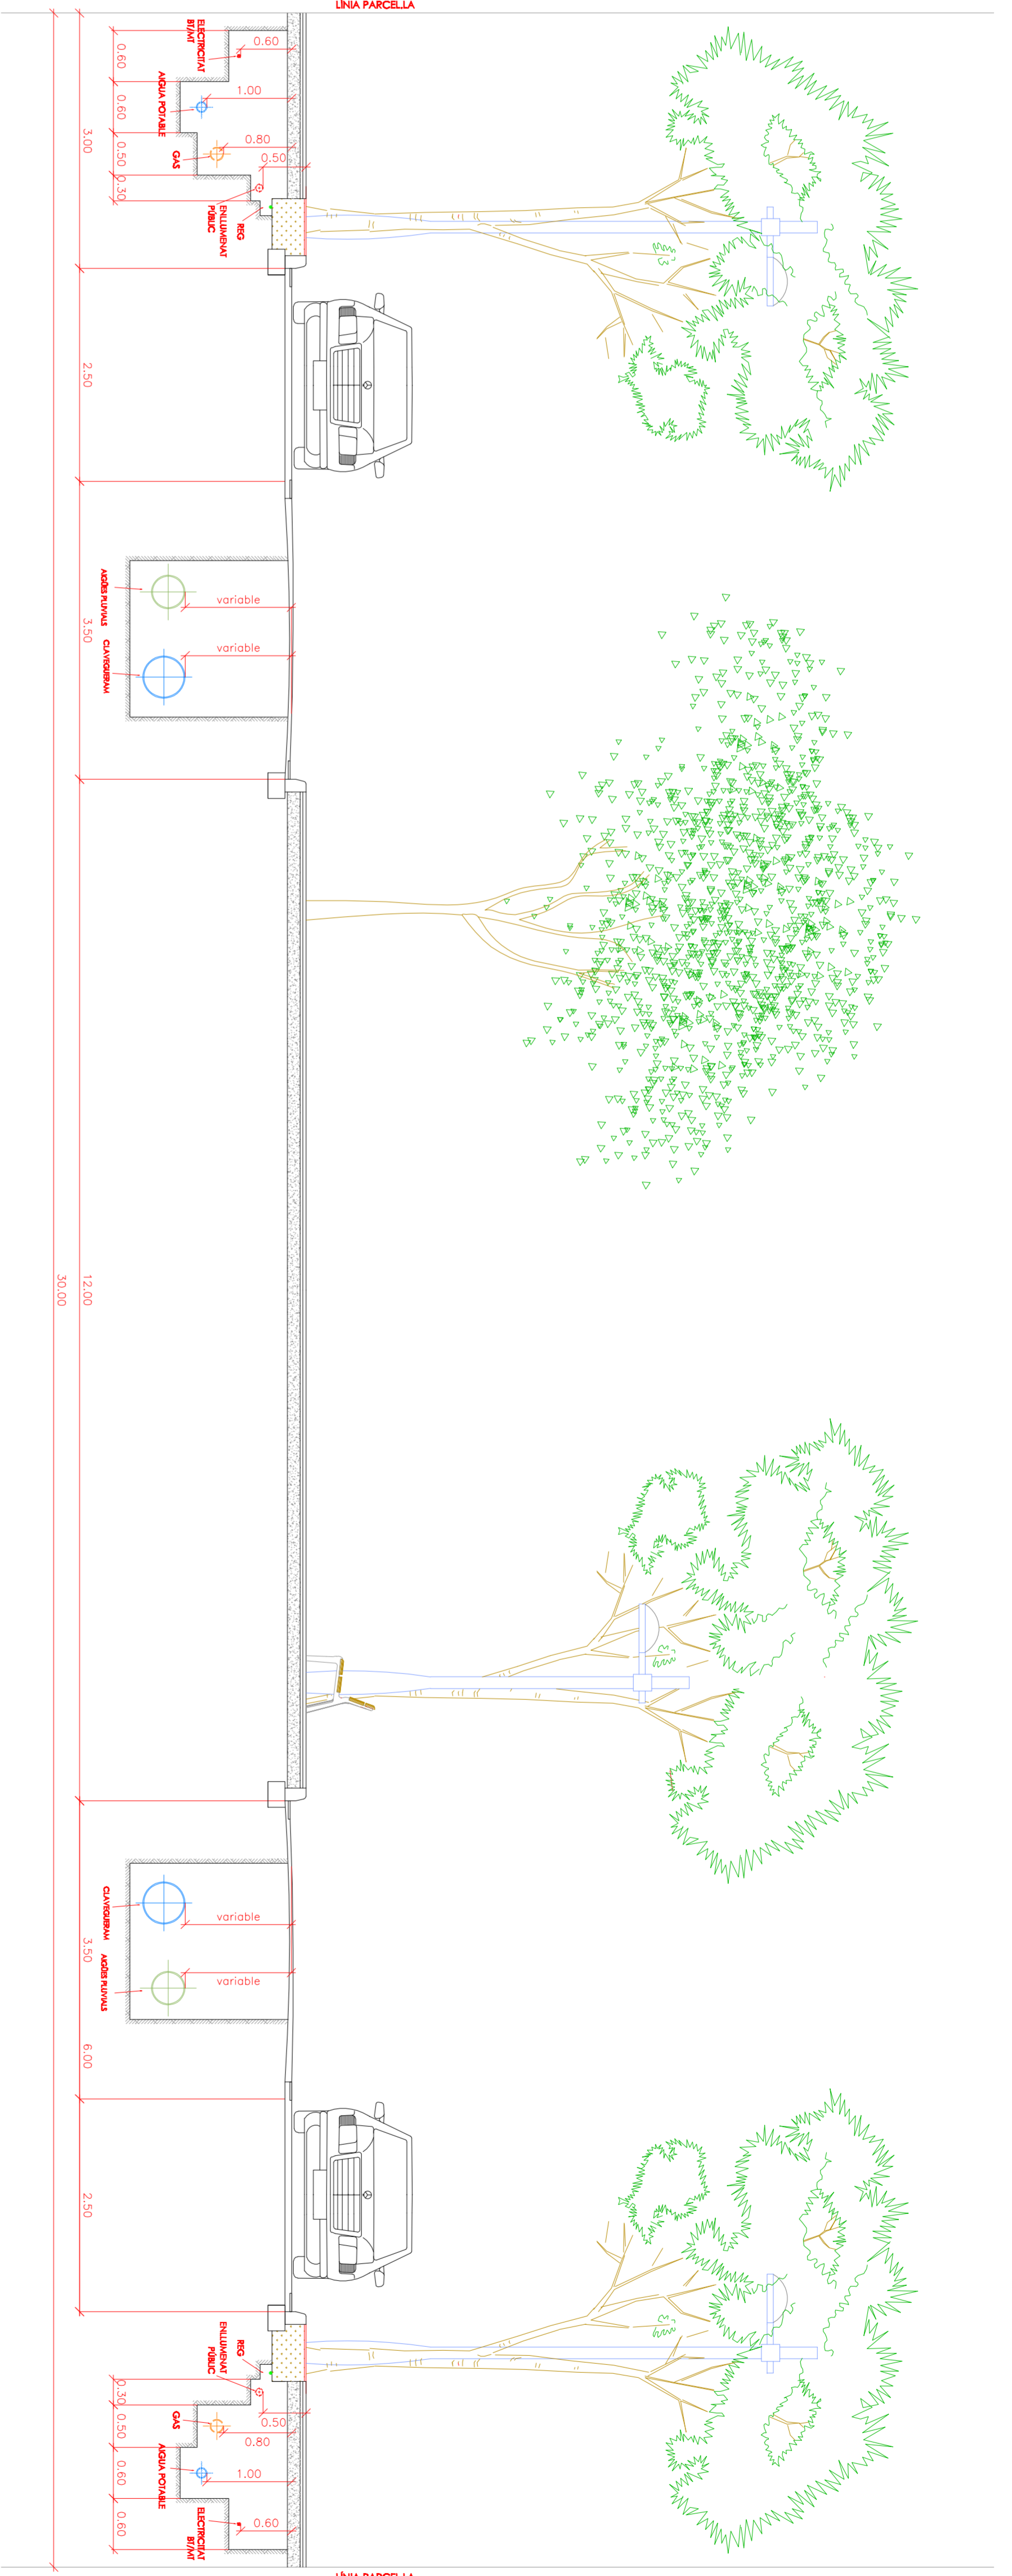 LÍNIA PARCEL.LA
ELECTRICITAT
BT/MT
0.60
0.60
AIGUA POTABLE
1.00
0.60
3.00
GAS
0.80
0.50
0.50
0.30
ENLLUMENAT
PÚBLIC
REG
2.50
AIGÜES PLUVIALS
variable
3.50
CLAVEGUERAM
variable
12.00
30.00
CLAVEGUERAM
variable
3.50
AIGÜES PLUVIALS
variable
6.00
2.50
REG
ENLLUMENAT
PÚBLIC
0.30
0.50
GAS
0.50
0.80
AIGUA POTABLE
1.00
0.60
ELECTRICITAT
BT/MT
0.60
0.60
LÍNIA PARCEL.LA